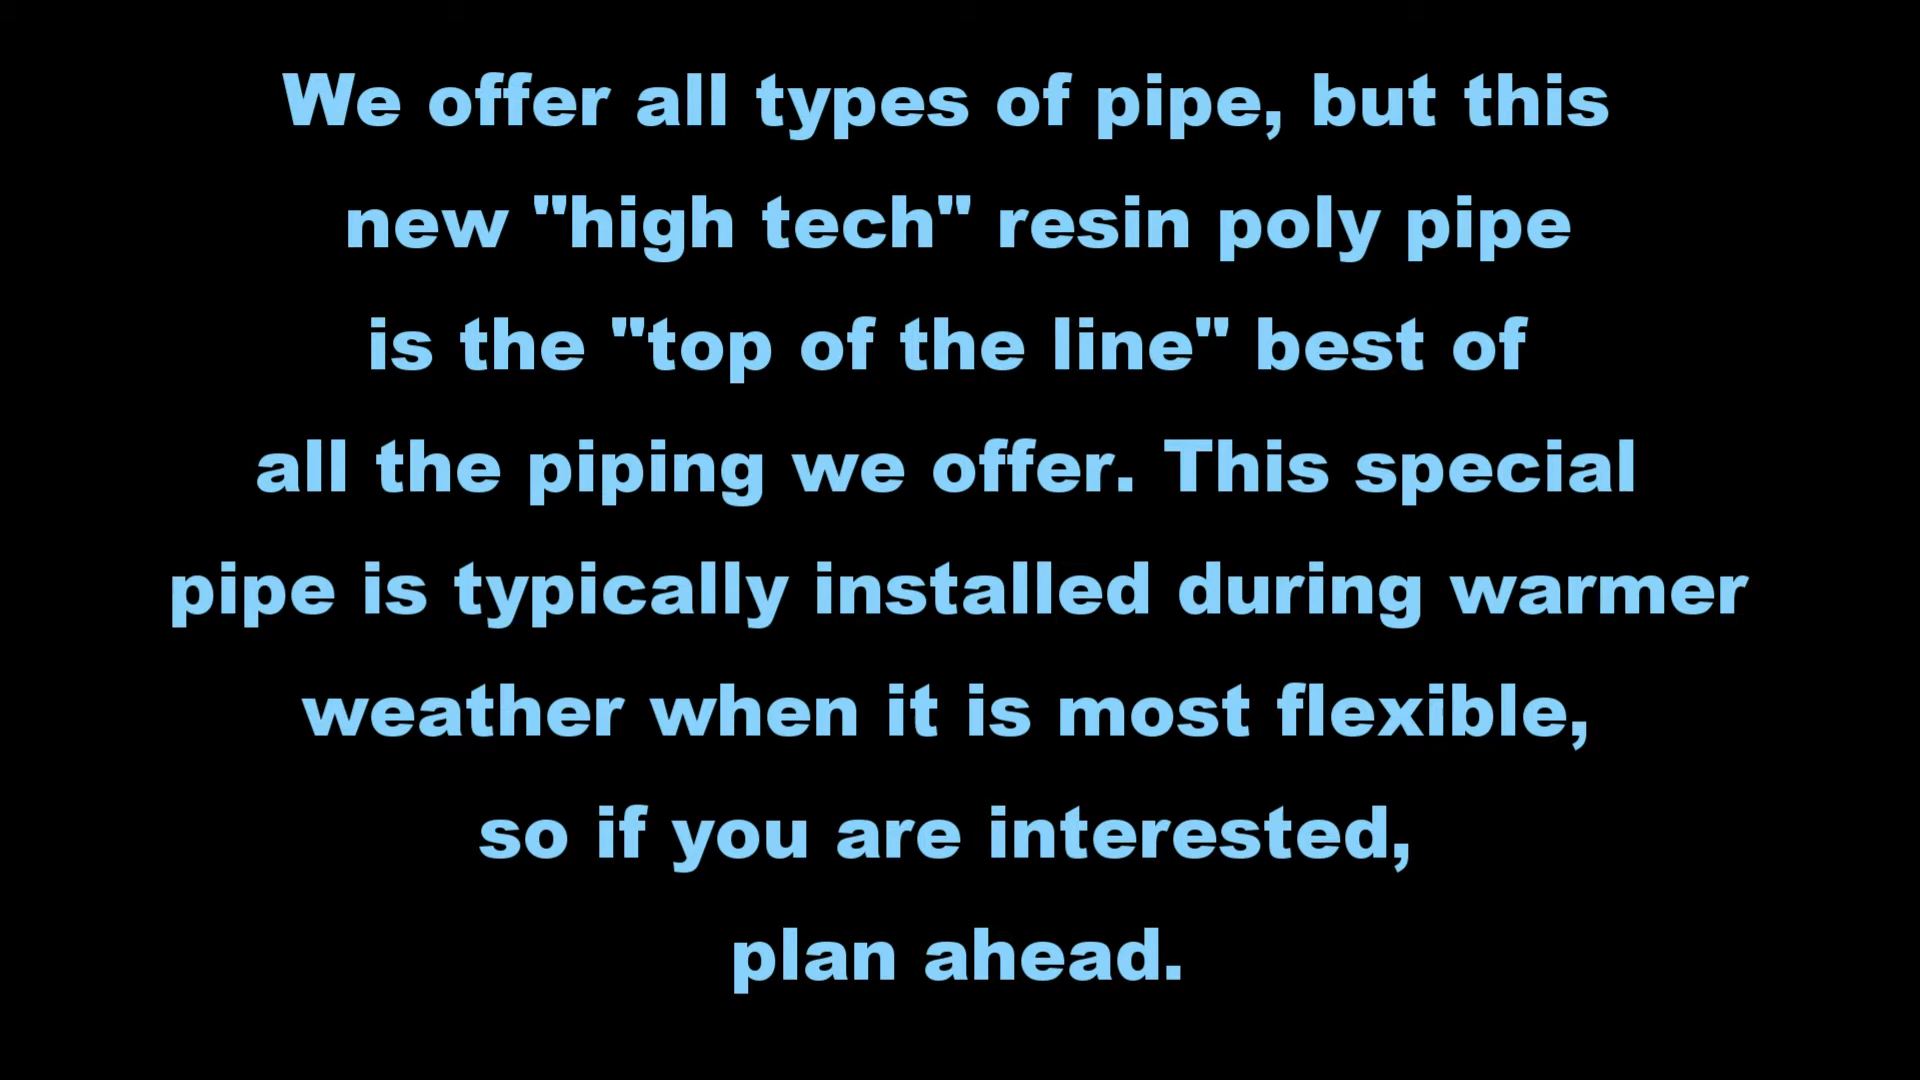 We offer all types of pipe, but this
new "high tech" resin poly pipe
is the "top of the line" best of
all the piping we offer. This special
pipe is typically installed during warmer
weather when it is most flexible,
so if you are interested,
plan ahead.